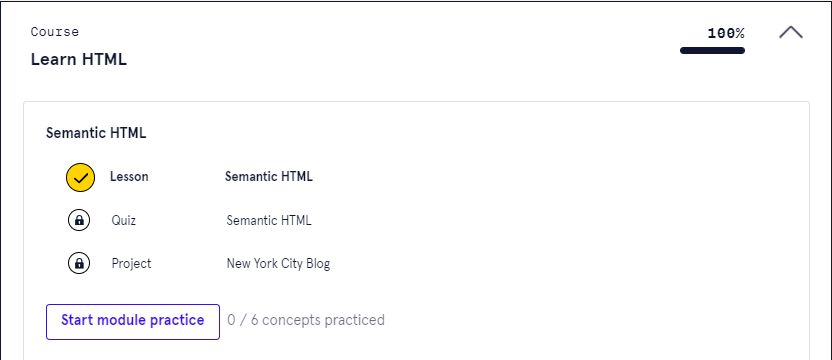 Course
100%
Learn HTML
Semantic HTML
Lesson Semantic HTML
Quiz Semantic HTML
Project New York City Blog
Start module practice 0 / 6 concepts practiced